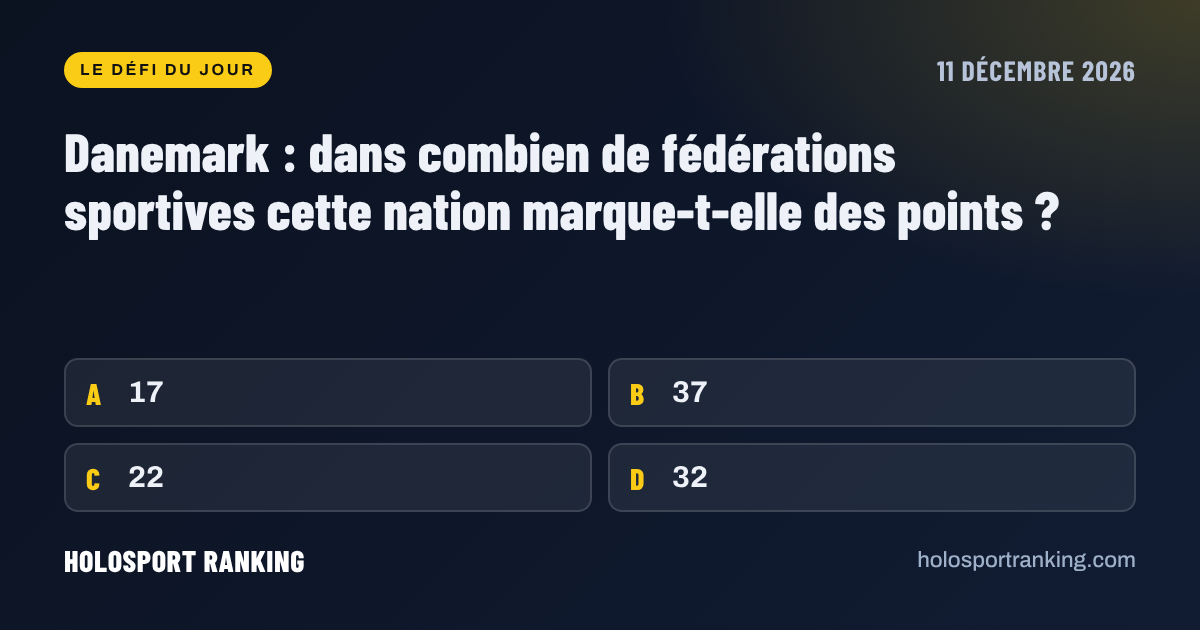 LE DÉFI DU JOUR
11 DÉCEMBRE 2026
Danemark : dans combien de fédérations
sportives cette nation marque-t-elle des points ?
A 17
B 37
C 22
D 32
HOLOSPORT RANKING
holosportranking.com